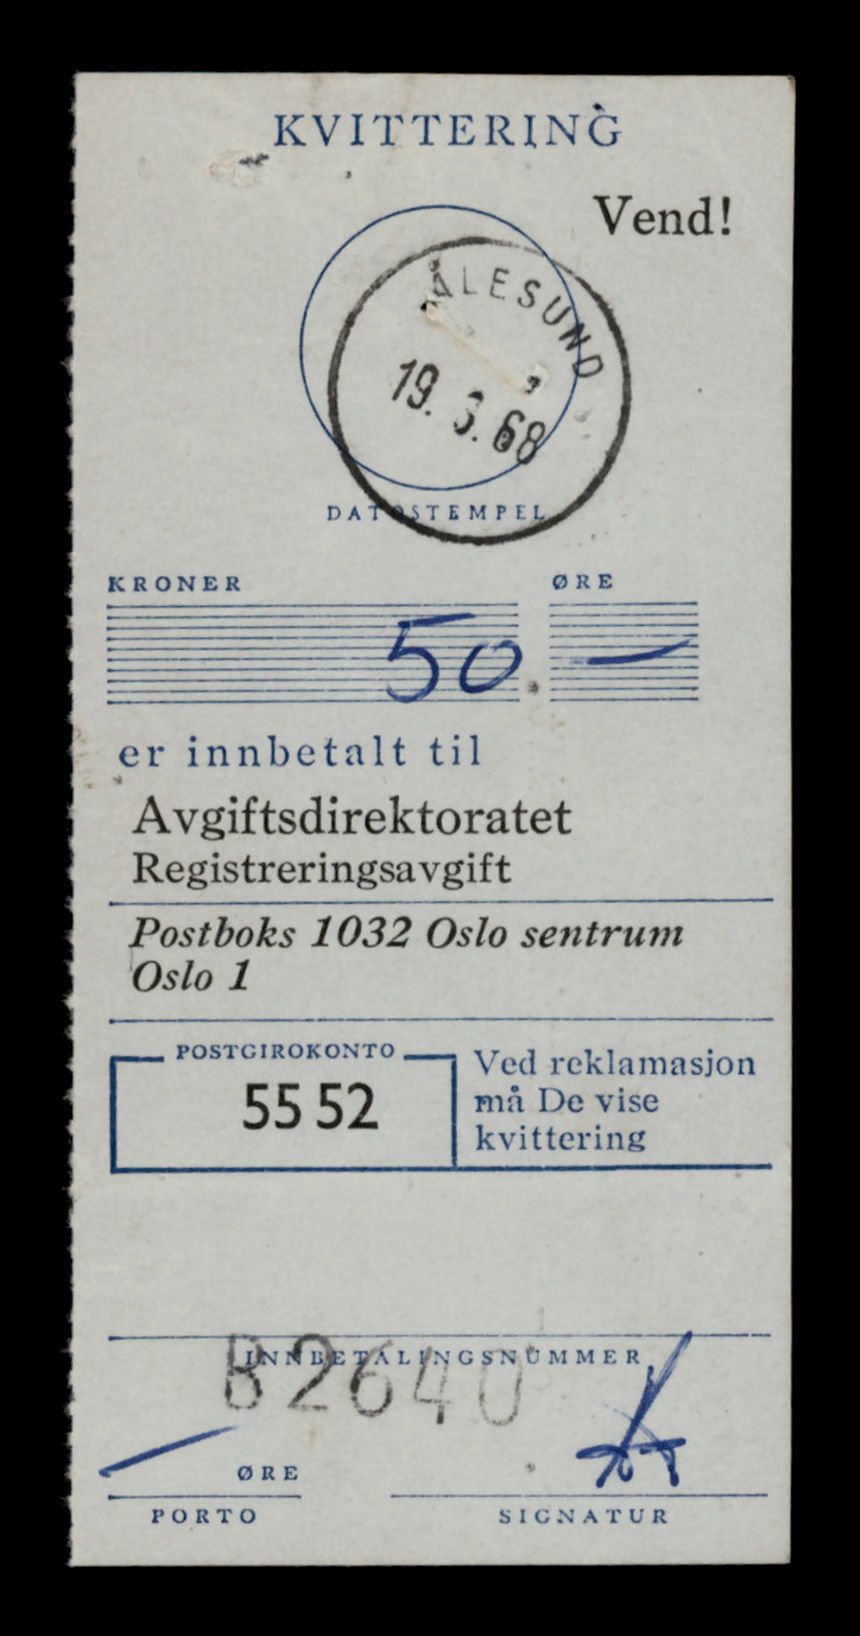 KVITTERING
Vend!
ÅLESUND
19. 3. 68
DATOSTEMPEL
KRONER ØRE
50. —
er innbetalt til
Avgiftsdirektoratet
Registreringsavgift
Postboks 1032 Oslo sentrum
Oslo 1
POSTGIROKONTO
55 52
Ved reklamasjon
må De vise
kvittering
INNBETALINGSNUMMER
B2640
— ØRE
PORTO
SIGNATUR